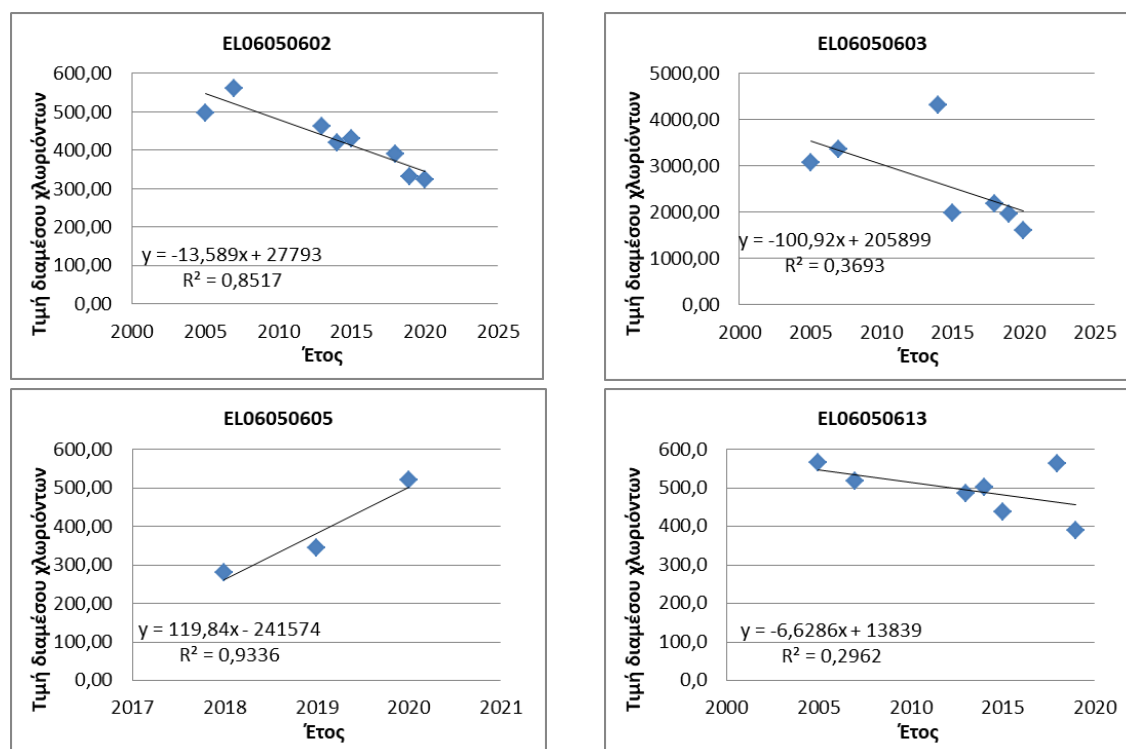 EL06050602
Τιμή διαμέσου χλωριόντων
600,00
500,00
400,00
300,00
200,00
100,00
0,00
y = -13,589x + 27793
R² = 0,8517
2000 2005 2010 2015 2020 2025
Έτος
EL06050603
Τιμή διαμέσου χλωριόντων
5000,00
4000,00
3000,00
2000,00
1000,00
0,00
y = -100,92x + 205899
R² = 0,3693
2000 2005 2010 2015 2020 2025
Έτος
EL06050605
Τιμή διαμέσου χλωριόντων
600,00
500,00
400,00
300,00
200,00
100,00
0,00
y = 119,84x - 241574
R² = 0,9336
2017 2018 2019 2020 2021
Έτος
EL06050613
Τιμή διαμέσου χλωριόντων
600,0
500,0
400,0
300,0
200,0
100,0
0,0
y = -6,6286x + 13839
R² = 0,2962
2000 2005 2010 2015 2020
Έτος